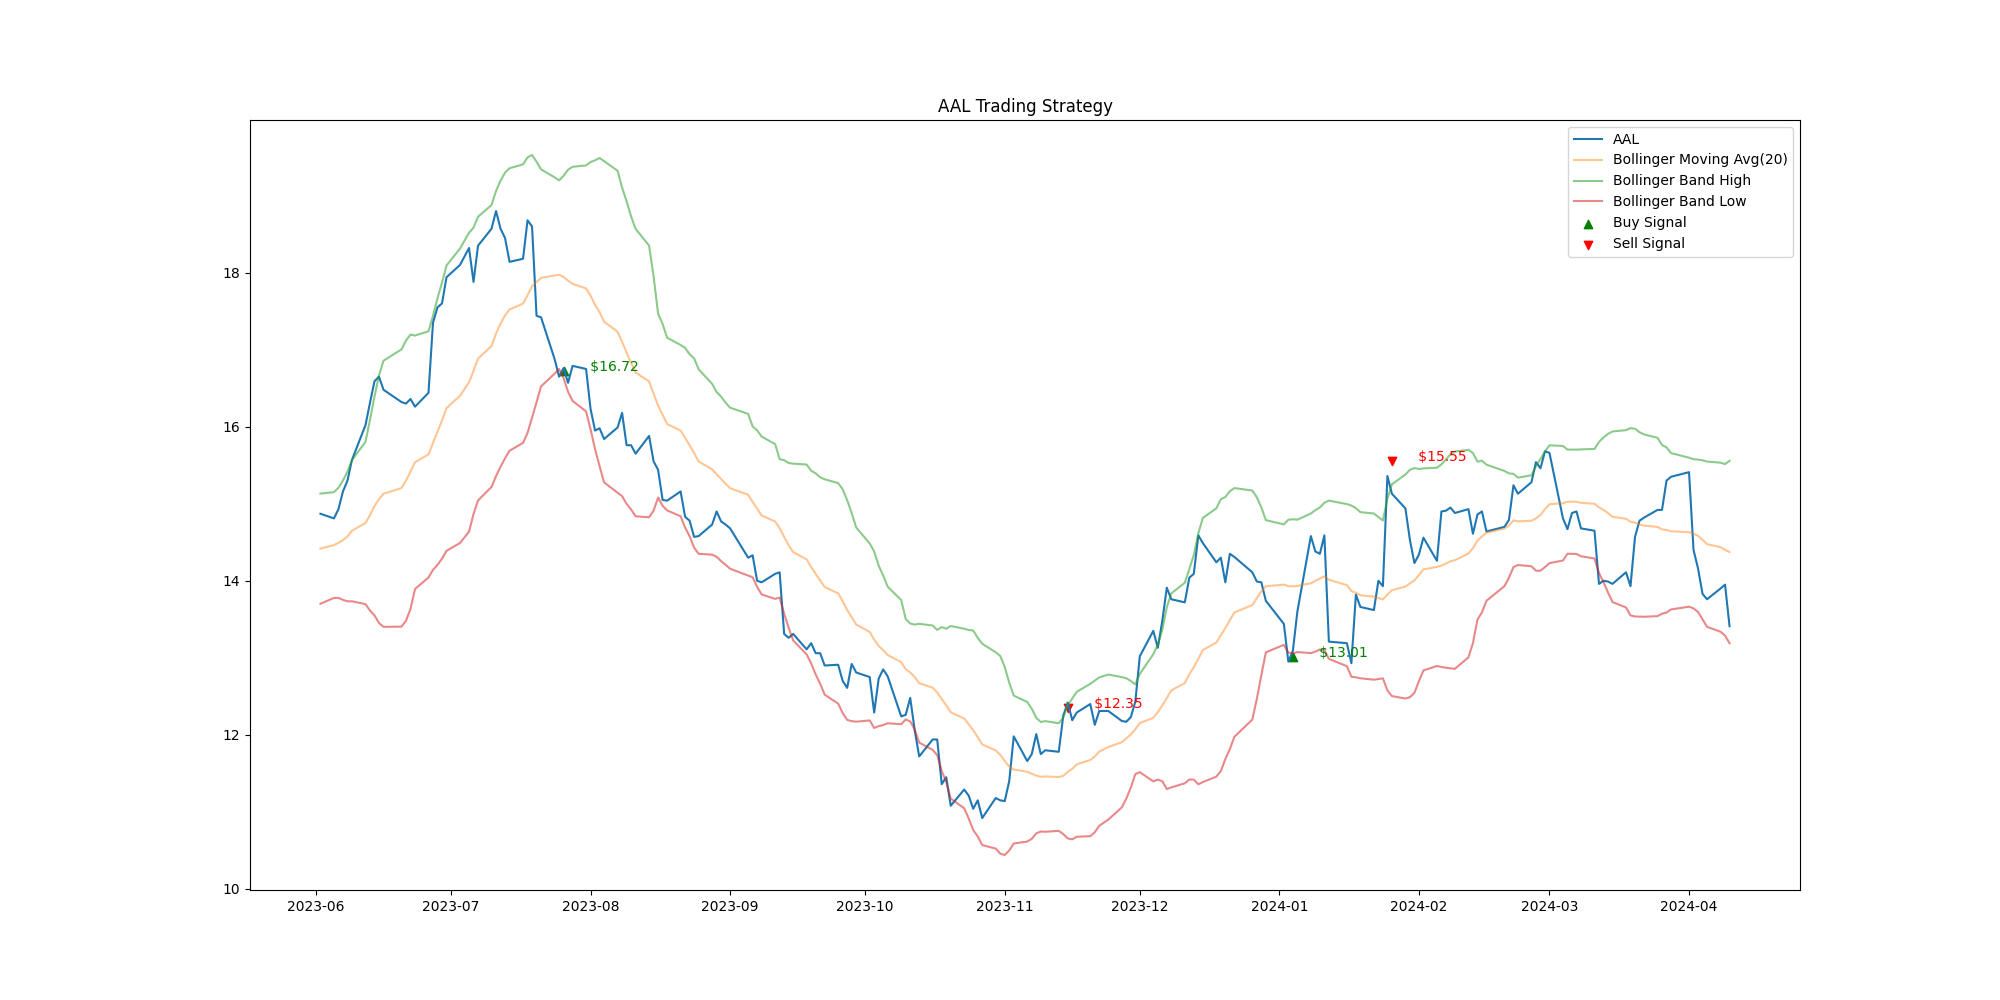 AAL Trading Strategy
AAL
Bollinger Moving Avg(20)
Bollinger Band High
Bollinger Band Low
Buy Signal
Sell Signal
18
16
14
12
10
$16.72
$15.55
$13.01
$12.35
2023-06 2023-07 2023-08 2023-09 2023-10 2023-11 2023-12 2024-01 2024-02 2024-03 2024-04